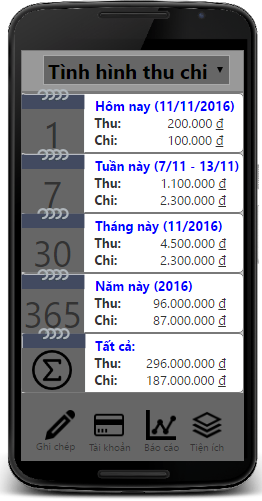 Tình hình thu chi
1
Hôm nay (11/11/2016)
Thu: 200.000 đ
Chi: 100.000 đ
7
Tuần này (7/11 - 13/11)
Thu: 1.100.000 đ
Chi: 2.300.000 đ
30
Tháng này (11/2016)
Thu: 4.500.000 đ
Chi: 2.300.000 đ
365
Năm này (2016)
Thu: 96.000.000 đ
Chi: 87.000.000 đ
Σ
Tất cả:
Thu: 296.000.000 đ
Chi: 187.000.000 đ
Ghi chép Tài khoản Báo cáo Tiện ích